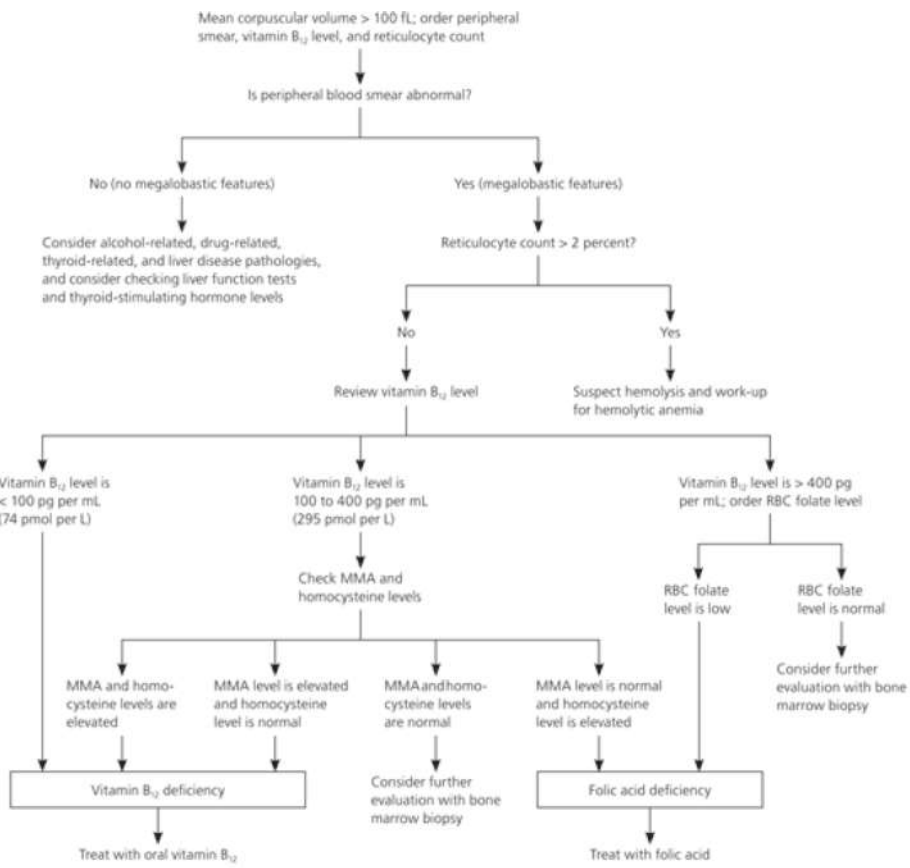 Mean corpuscular volume > 100 fL; order peripheral
smear, vitamin B₁₂ level, and reticulocyte count
Is peripheral blood smear abnormal?
No (no megalobastic features)
Yes (megalobastic features)
Consider alcohol-related, drug-related,
thyroid-related, and liver disease pathologies,
and consider checking liver function tests
and thyroid-stimulating hormone levels
Reticulocyte count > 2 percent?
No
Yes
Review vitamin B₁₂ level
Suspect hemolysis and work-up
for hemolytic anemia
Vitamin B₁₂ level is
< 100 pg per mL
(74 pmol per L)
Vitamin B₁₂ level is
100 to 400 pg per mL
(295 pmol per L)
Vitamin B₁₂ level is > 400 pg
per mL; order RBC folate level
Check MMA and
homocysteine levels
RBC folate
level is low
RBC folate
level is normal
Consider further
evaluation with bone
marrow biopsy
MMA and homo-
cysteine levels are
elevated
MMA level is elevated
and homocysteine
level is normal
MMA and homo-
cysteine levels
are normal
MMA level is normal
and homocysteine
level is elevated
Vitamin B₁₂ deficiency
Consider further
evaluation with bone
marrow biopsy
Folic acid deficiency
Treat with oral vitamin B₁₂
Treat with folic acid